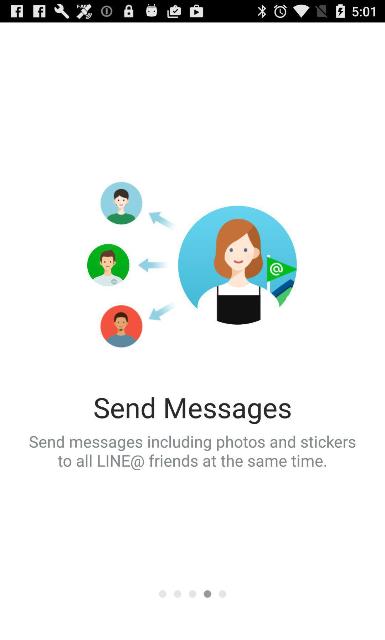 5:01
@
Send Messages
Send messages including photos and stickers
to all LINE@ friends at the same time.